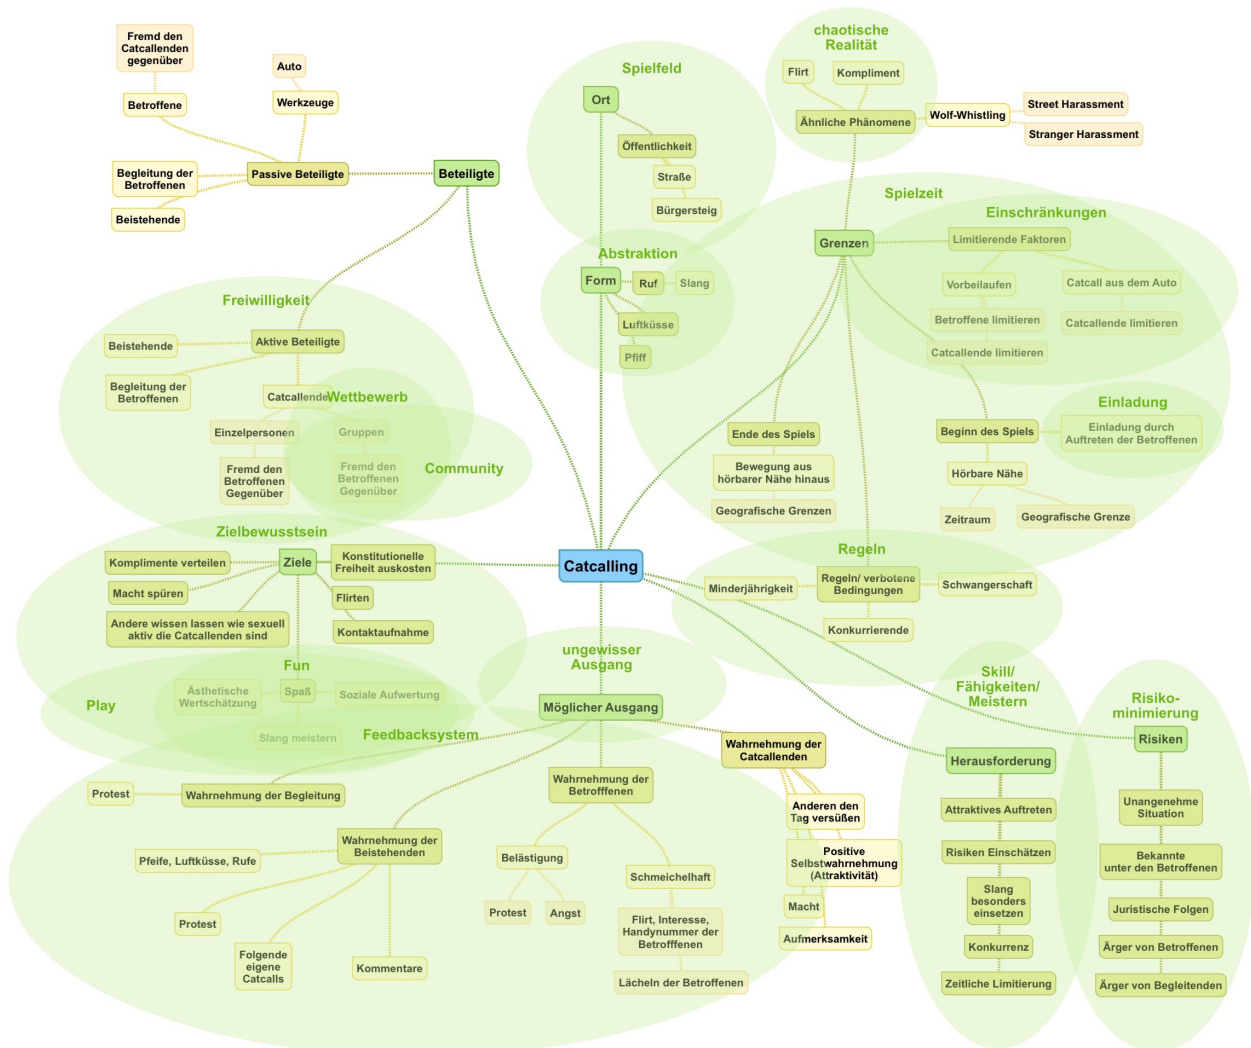 chaotische
Realität
Flirt
Kompliment
Ähnliche Phänomene
Wolf-Whistling
Street Harassment
Stranger Harassment
Fremd den
Catcallenden
gegenüber
Auto
Betroffene
Werkzeuge
Begleitung der
Betroffenen
Passive Beteiligte
Beistehende
Beteiligte
Spielfeld
Ort
Öffentlichkeit
Straße
Bürgersteig
Abstraktion
Form
Ruf
Slang
Luftküsse
Pfiff
Spielzeit
Einschränkungen
Grenzen
Limitierende Faktoren
Vorbeilaufen
Catcall aus dem Auto
Betroffene limitieren
Catcallende limitieren
Catcallende limitieren
Einladung
Beginn des Spiels
Einladung durch
Auftreten der Betroffenen
Hörbare Nähe
Zeitraum
Geografische Grenze
Ende des Spiels
Bewegung aus
hörbarer Nähe hinaus
Geografische Grenzen
Freiwilligkeit
Aktive Beteiligte
Beistehende
Begleitung der
Betroffenen
Catcallende
Wettbewerb
Einzelpersonen
Gruppen
Fremd den
Betroffenen
Gegenüber
Fremd den
Betroffenen
Gegenüber
Community
Zielbewusstsein
Ziele
Komplimente verteilen
Konstitutionelle
Freiheit auskosten
Macht spüren
Flirten
Andere wissen lassen wie sexuell
aktiv die Catcallenden sind
Kontaktaufnahme
Catcalling
Regeln
Minderjährigkeit
Regeln/ verbotene
Bedingungen
Schwangerschaft
Konkurrierende
Fun
Ästhetische
Wertschätzung
Spaß
Soziale Aufwertung
Play
Slang meistern
Feedbacksystem
ungewisser
Ausgang
Möglicher Ausgang
Wahrnehmung der
Catcallenden
Anderen den
Tag versüßen
Positive
Selbstwahrnehmung
(Attraktivität)
Macht
Aufmerksamkeit
Protest
Wahrnehmung der Begleitung
Wahrnehmung der
Beistehenden
Pfeife, Luftküsse, Rufe
Protest
Folgende
eigene
Catcalls
Kommentare
Wahrnehmung der
Betrofffenen
Belästigung
Protest
Angst
Schmeichelhaft
Flirt, Interesse,
Handynummer der
Betrofffenen
Lächeln der Betroffenen
Skill/
Fähigkeiten/
Meistern
Herausforderung
Attraktives Auftreten
Risiken Einschätzen
Slang
besonders
einsetzen
Konkurrenz
Zeitliche Limitierung
Risiko-
minimierung
Risiken
Unangenehme
Situation
Bekannte
unter den Betroffenen
Juristische Folgen
Ärger von Betroffenen
Ärger von Begleitenden